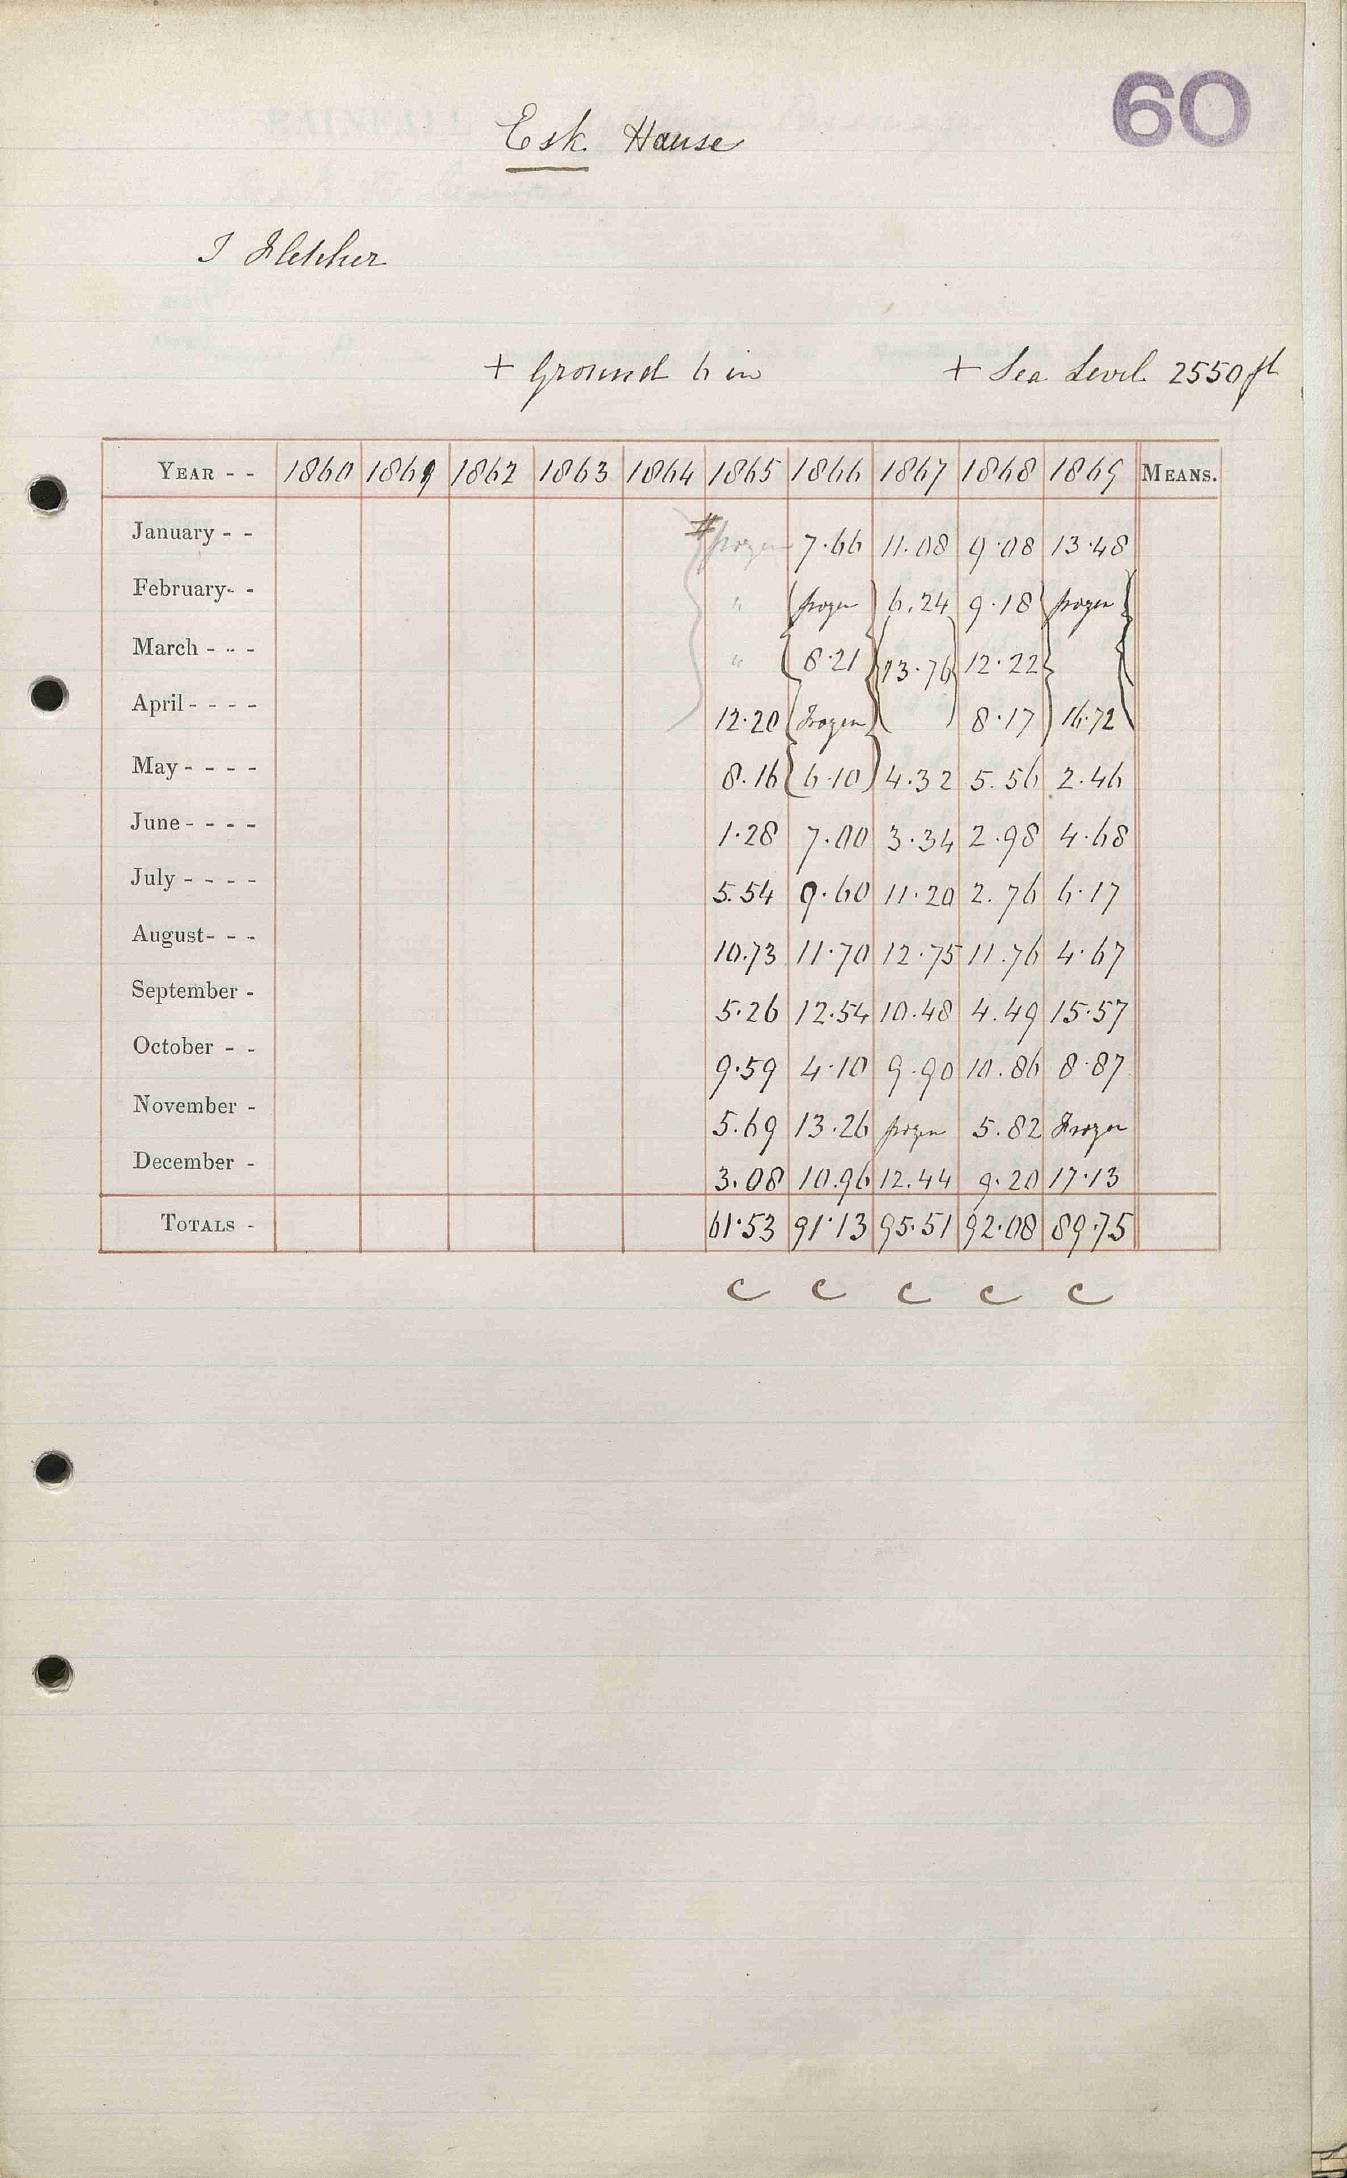 60
Esk Hause
I Fletcher
+ Ground 6 in + Sea Level 2550 ft
YEAR - - 1860 1861 1862 1863 1864 1865 1866 1867 1868 1869 MEANS.
January - - # frozen 7.66 11.08 9.08 13.48
February- - " frozen 6.24 9.18 frozen
March - - - " 8.21 13.76 12.22
April - - - - 12.20 Frozen 8.17 16.72
May - - - - 8.16 6.10 4.32 5.56 2.46
June - - - - 1.28 7.00 3.34 2.98 4.68
July - - - - 5.54 9.60 11.20 2.76 6.17
August- - - 10.73 11.70 12.75 11.76 4.67
September - 5.26 12.54 10.48 4.49 15.57
October - - 9.59 4.10 9.90 10.86 8.87
November - 5.69 13.26 frozen 5.82 Frozen
December - 3.08 10.96 12.44 9.20 17.13
TOTALS - 61.53 91.13 95.51 92.08 89.75
C C C C C